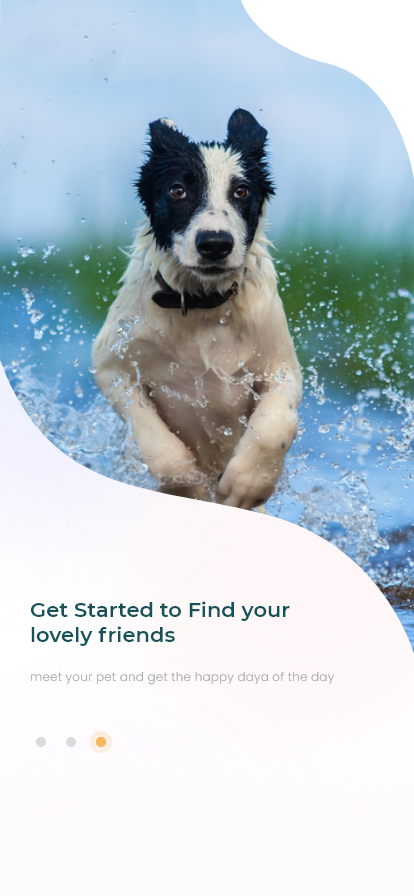 Get Started to Find your
lovely friends
meet your pet and get the happy daya of the day